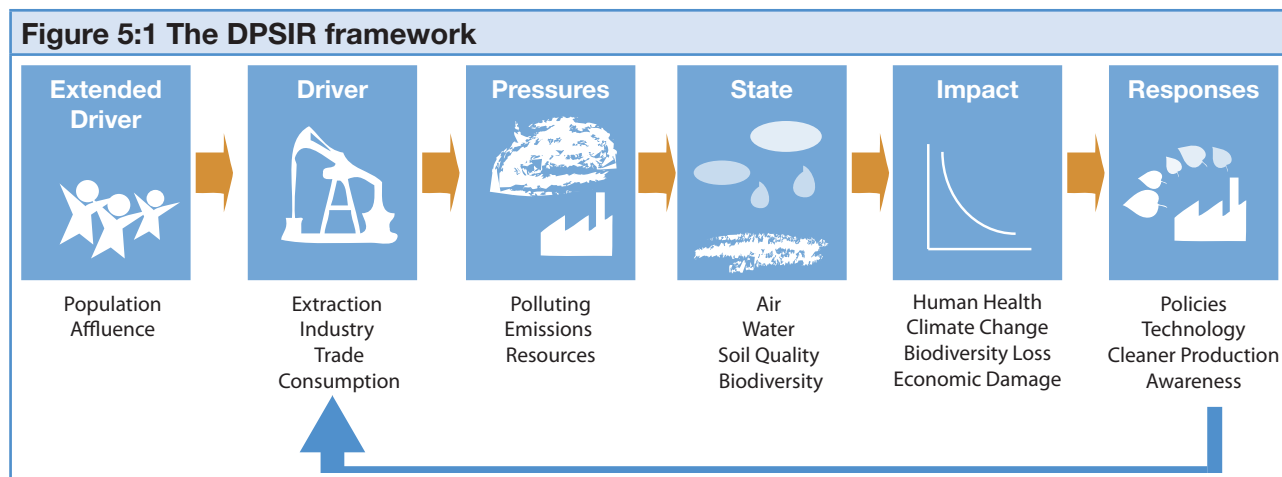 Figure 5:1 The DPSIR framework
Extended
Driver
Driver
Pressures
State
Impact
Responses
Population
Affluence
Extraction
Industry
Trade
Consumption
Polluting
Emissions
Resources
Air
Water
Soil Quality
Biodiversity
Human Health
Climate Change
Biodiversity Loss
Economic Damage
Policies
Technology
Cleaner Production
Awareness